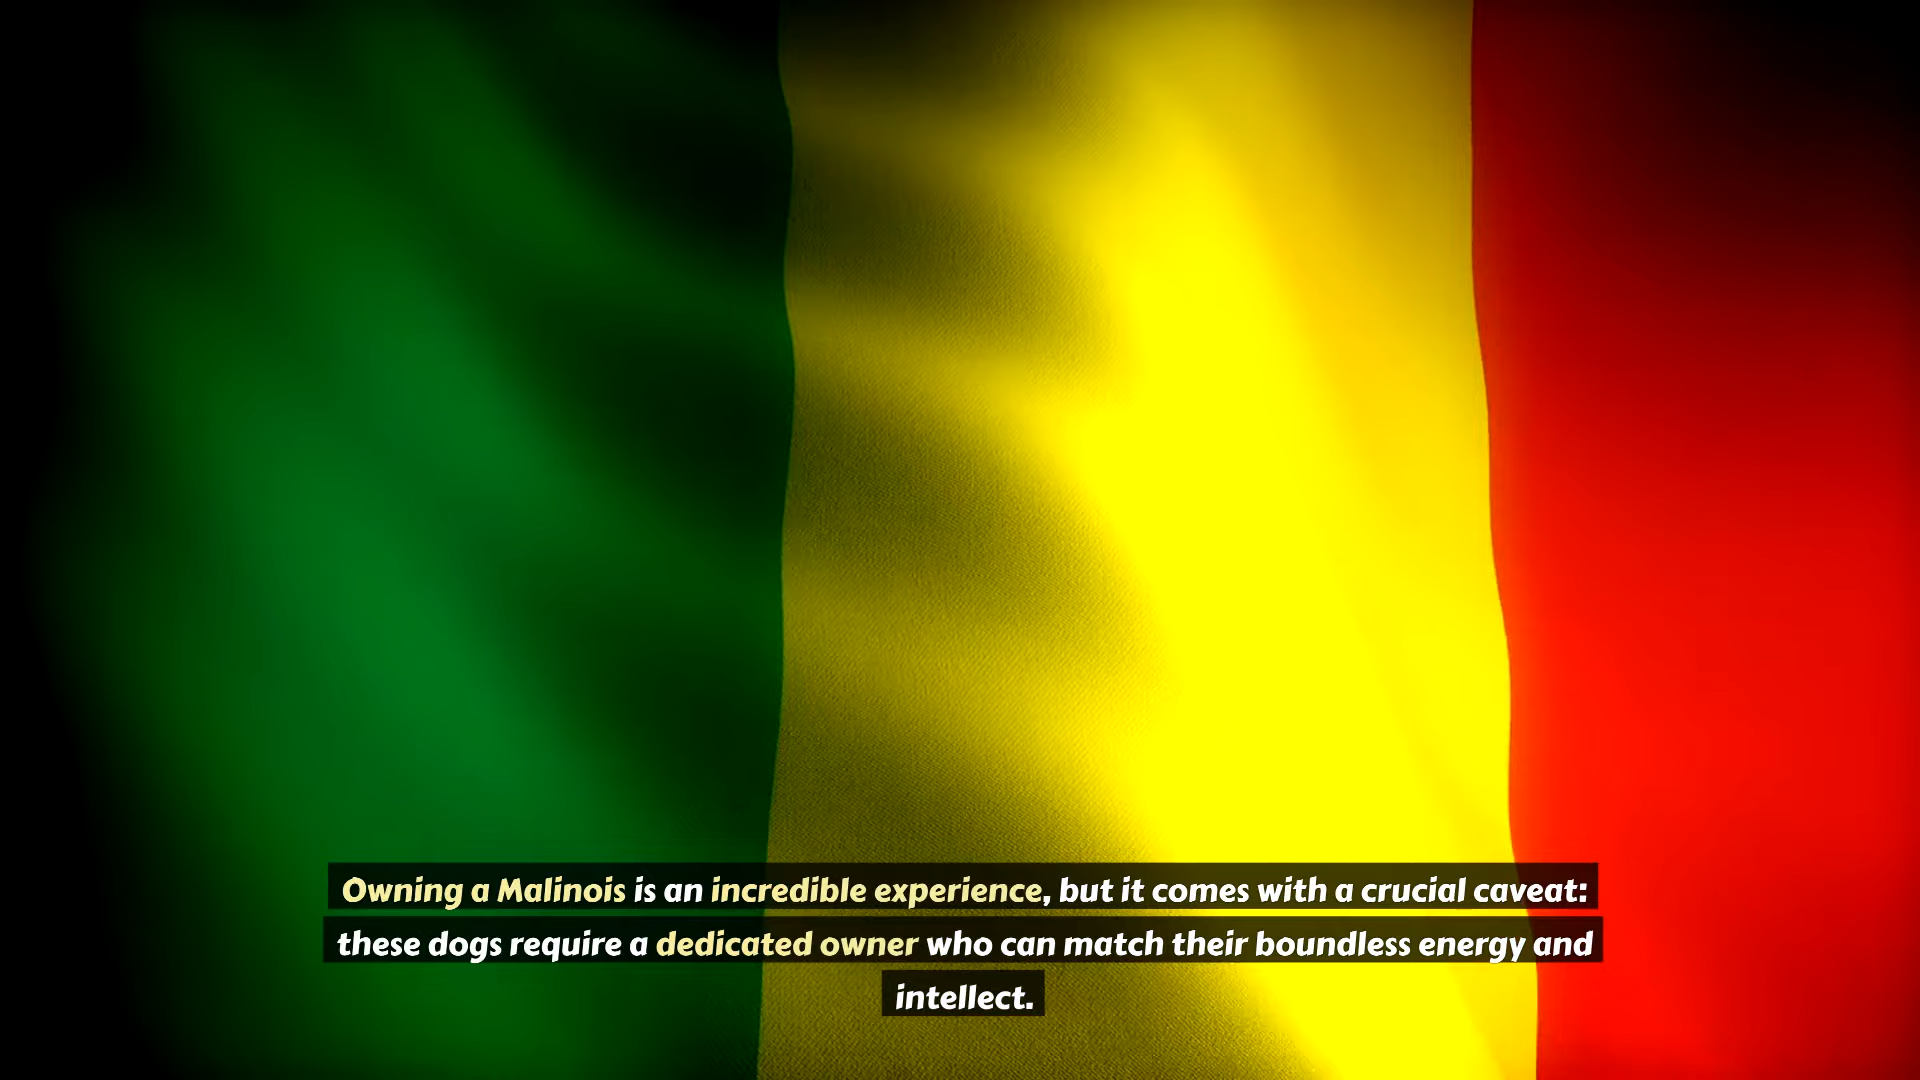 Owning a Malinois is an incredible experience, but it comes with a crucial caveat:
these dogs require a dedicated owner who can match their boundless energy and
intellect.